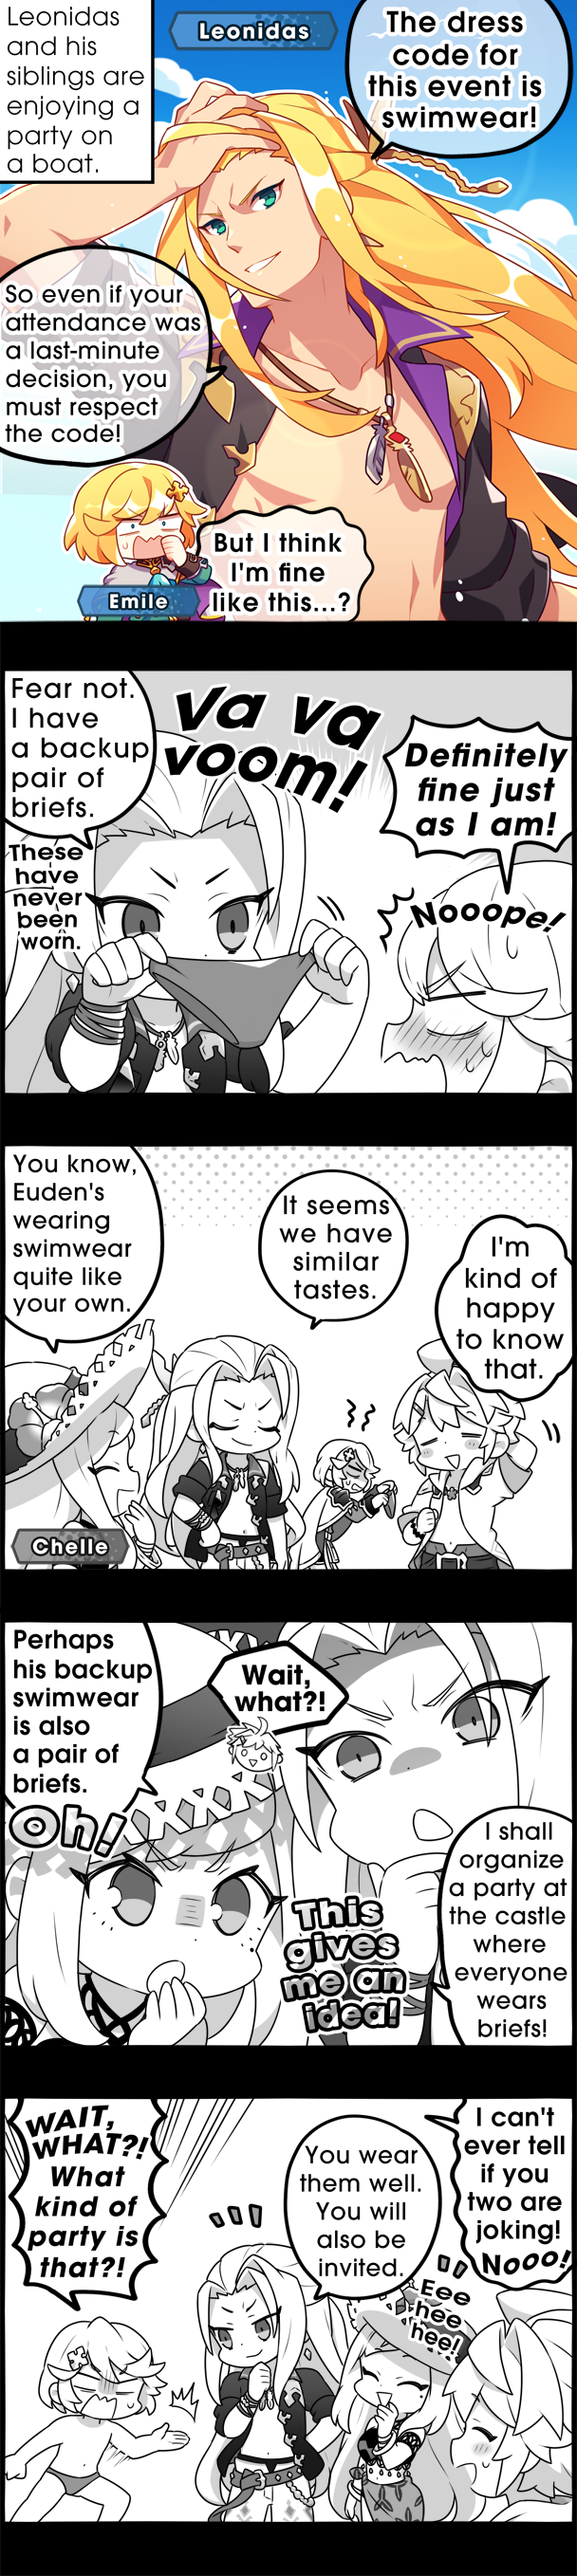 Leonidas
and his
siblings are
enjoying a
party on
a boat.
Leonidas
The dress
code for
this event is
swimwear!
So even if your
attendance was
a last-minute
decision, you
must respect
the code!
But I think
I'm fine
like this...?
Emile
Fear not.
I have
a backup
pair of
briefs.
Va va
voom!
These
have
never
been
worn.
Definitely
fine just
as I am!
Nooope!
You know,
Euden's
wearing
swimwear
quite like
your own.
It seems
we have
similar
tastes.
I'm
kind of
happy
to know
that.
Chelle
Perhaps
his backup
swimwear
is also
a pair of
briefs.
Wait,
what?!
Oh!
This
gives
me an
idea!
I shall
organize
a party at
the castle
where
everyone
wears
briefs!
WAIT,
WHAT?!
What
kind of
party is
that?!
You wear
them well.
You will
also be
invited.
I can't
ever tell
if you
two are
joking!
Nooo!
Eee
hee
hee!